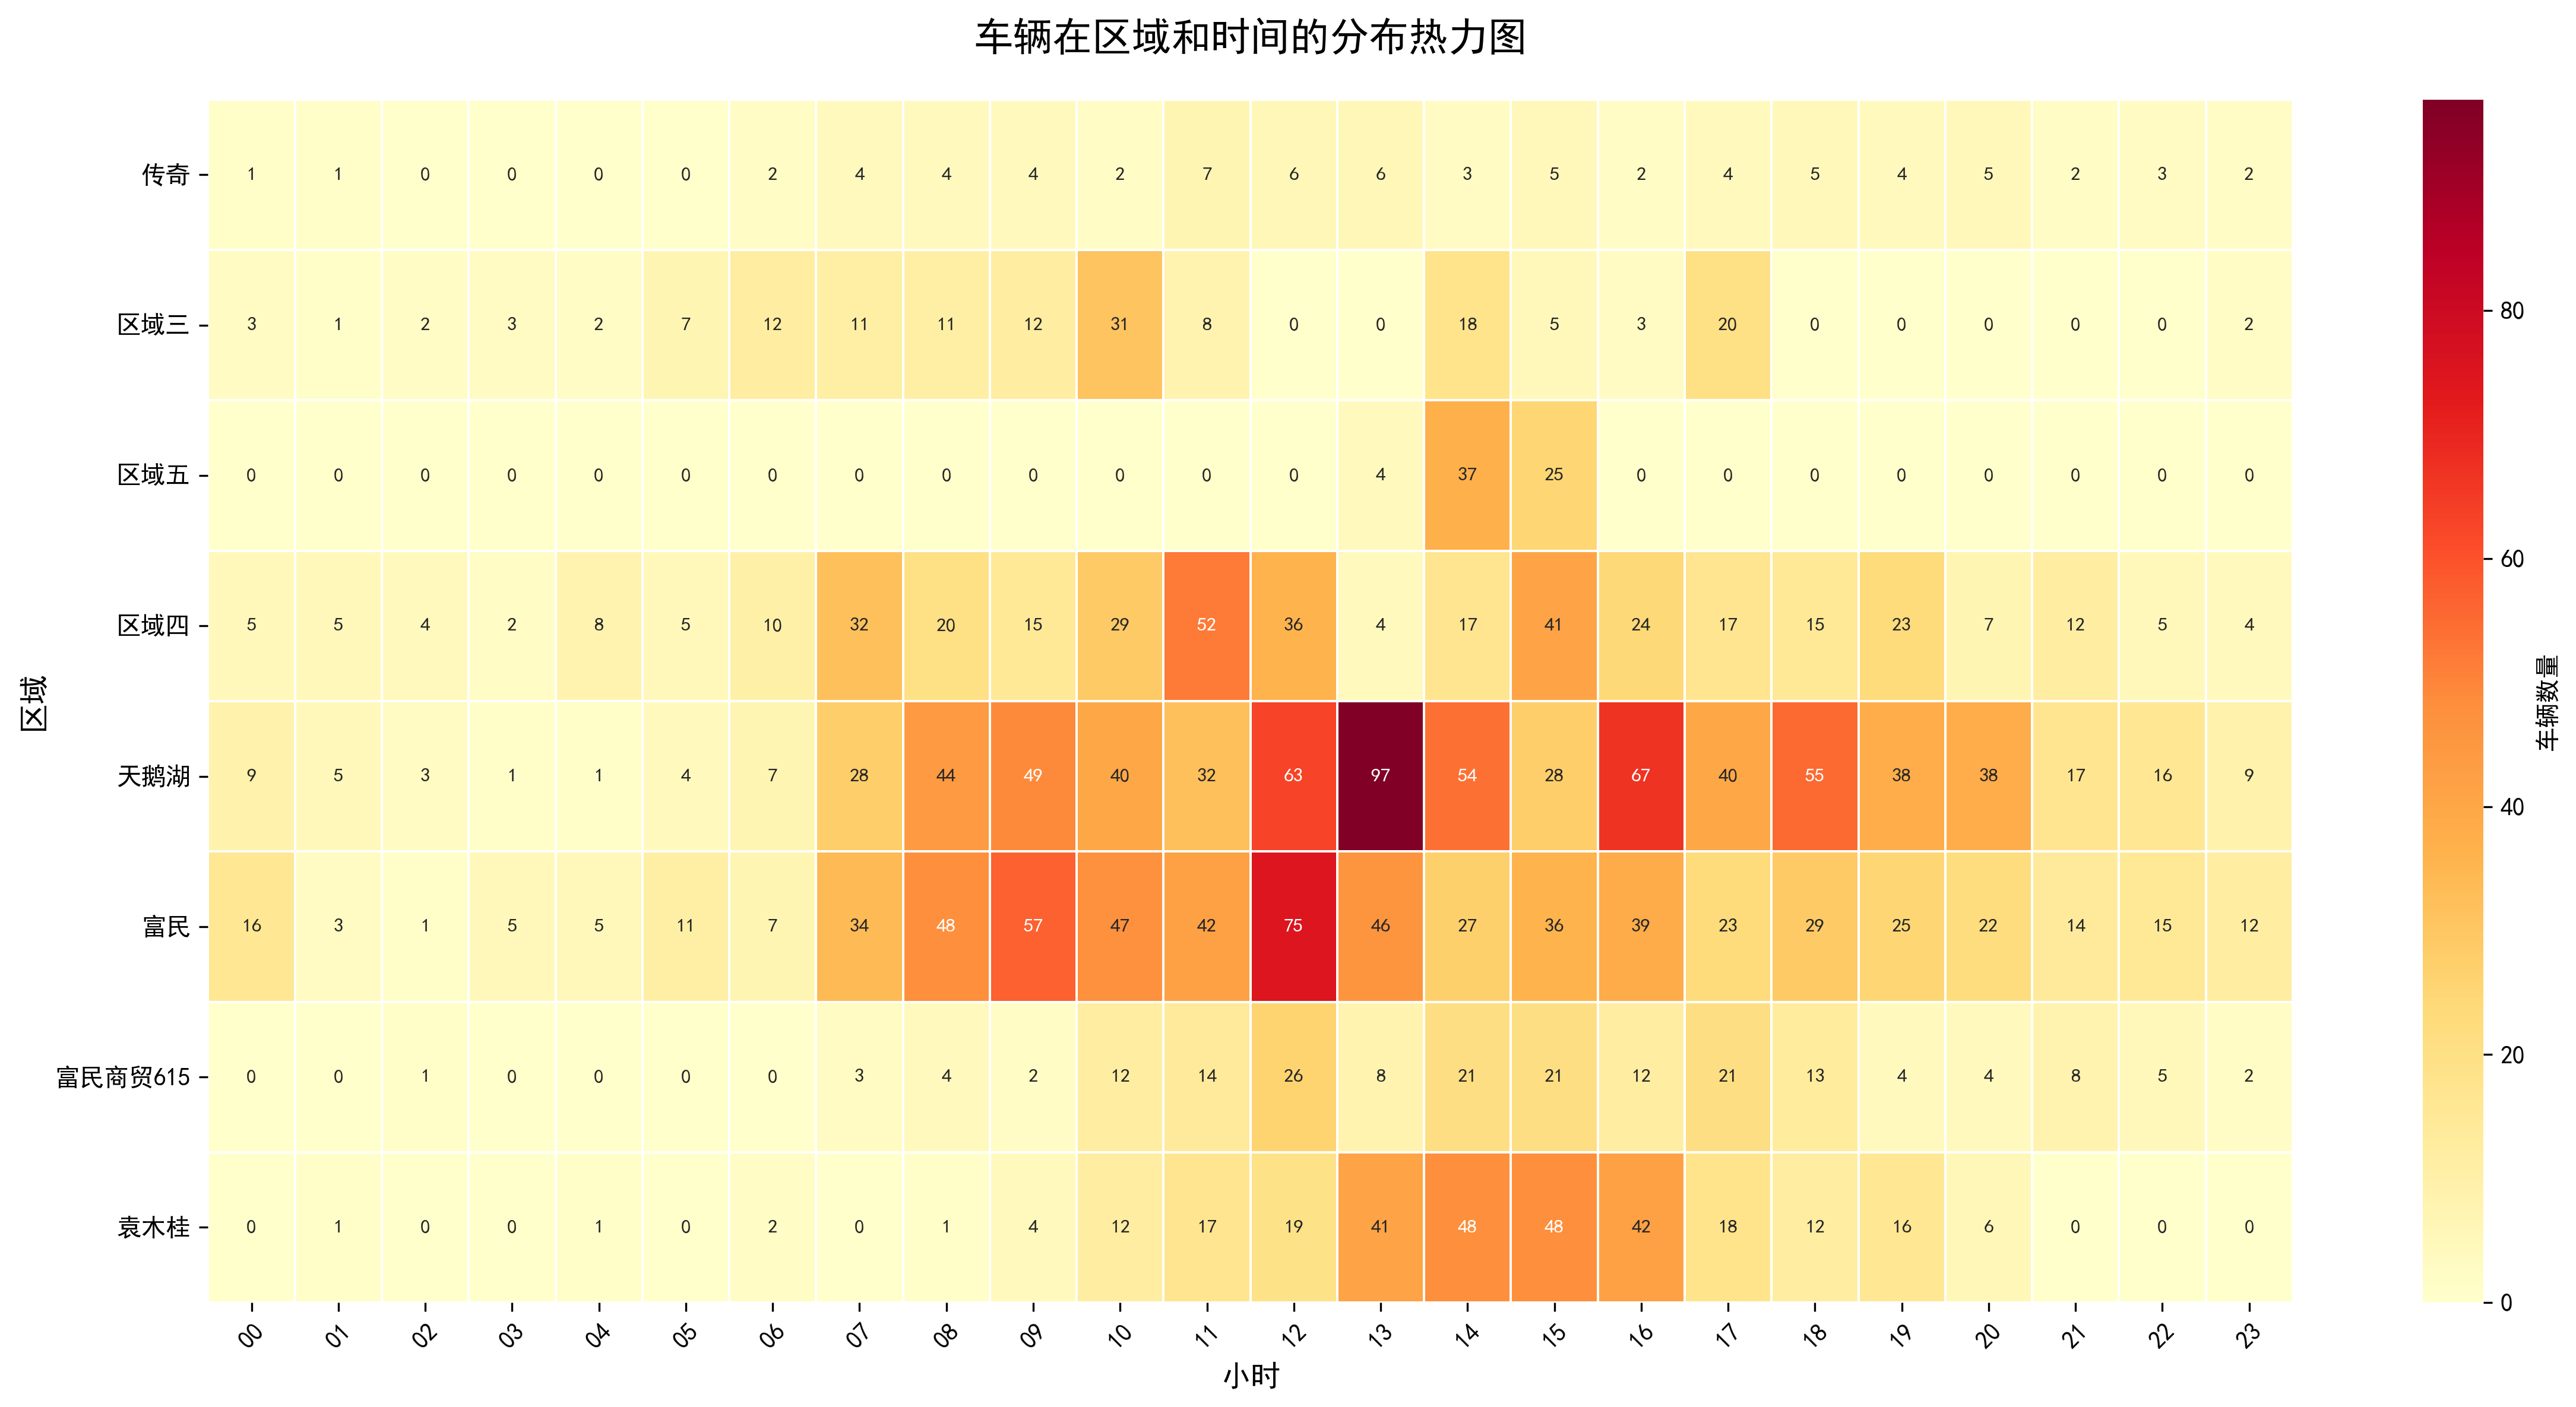 车辆在区域和时间的分布热力图
传奇 1 1 0 0 0 0 2 4 4 4 2 7 6 6 3 5 2 4 5 4 5 2 3 2
区域三 3 1 2 3 2 7 12 11 11 12 31 8 0 0 18 5 3 20 0 0 0 0 0 2
区域五 0 0 0 0 0 0 0 0 0 0 0 0 0 4 37 25 0 0 0 0 0 0 0 0
区域四 5 5 4 2 8 5 10 32 20 15 29 52 36 4 17 41 24 17 15 23 7 12 5 4
天鹅湖 9 5 3 1 1 4 7 28 44 49 40 32 63 97 54 28 67 40 55 38 38 17 16 9
富民 16 3 1 5 5 11 7 34 48 57 47 42 75 46 27 36 39 23 29 25 22 14 15 12
富民商贸615 0 0 1 0 0 0 0 3 4 2 12 14 26 8 21 21 12 21 13 4 4 8 5 2
袁木桂 0 1 0 0 1 0 2 0 1 4 12 17 19 41 48 48 42 18 12 16 6 0 0 0
00 01 02 03 04 05 06 07 08 09 10 11 12 13 14 15 16 17 18 19 20 21 22 23
小时
区域
80
60
40
20
0
车辆数量